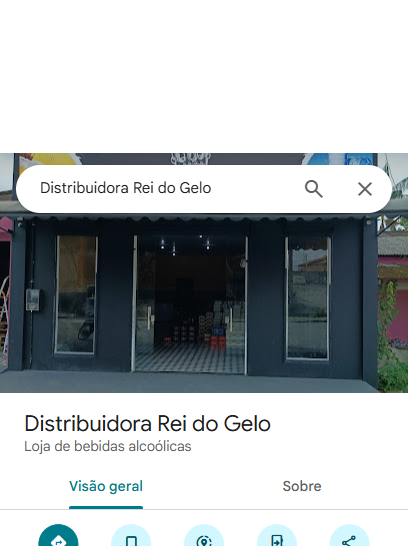 Distribuidora Rei do Gelo
Distribuidora Rei do Gelo
Loja de bebidas alcoólicas
Visão geral
Sobre